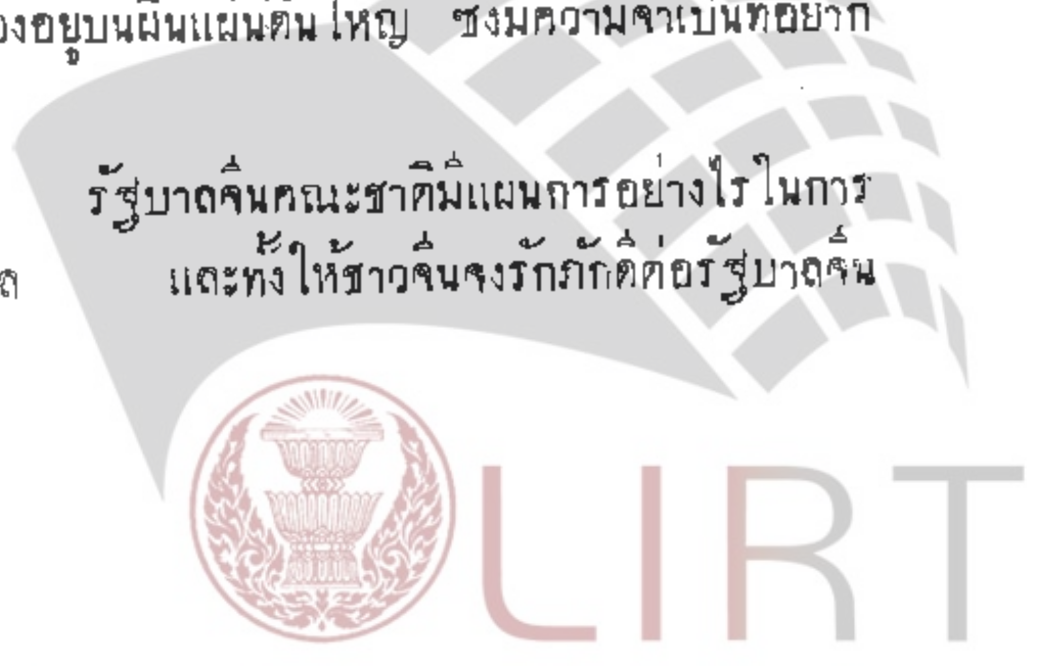 องอยู่บนผืนแผ่นดินใหญ่ ซึ่งมีความจำเป็นที่อยาก
รัฐบาลจีนคณะชาติมีแผนการอย่างไรในการ
ล และทั้งให้ชาวจีนจงรักภักดีต่อรัฐบาลจีน
LIRT